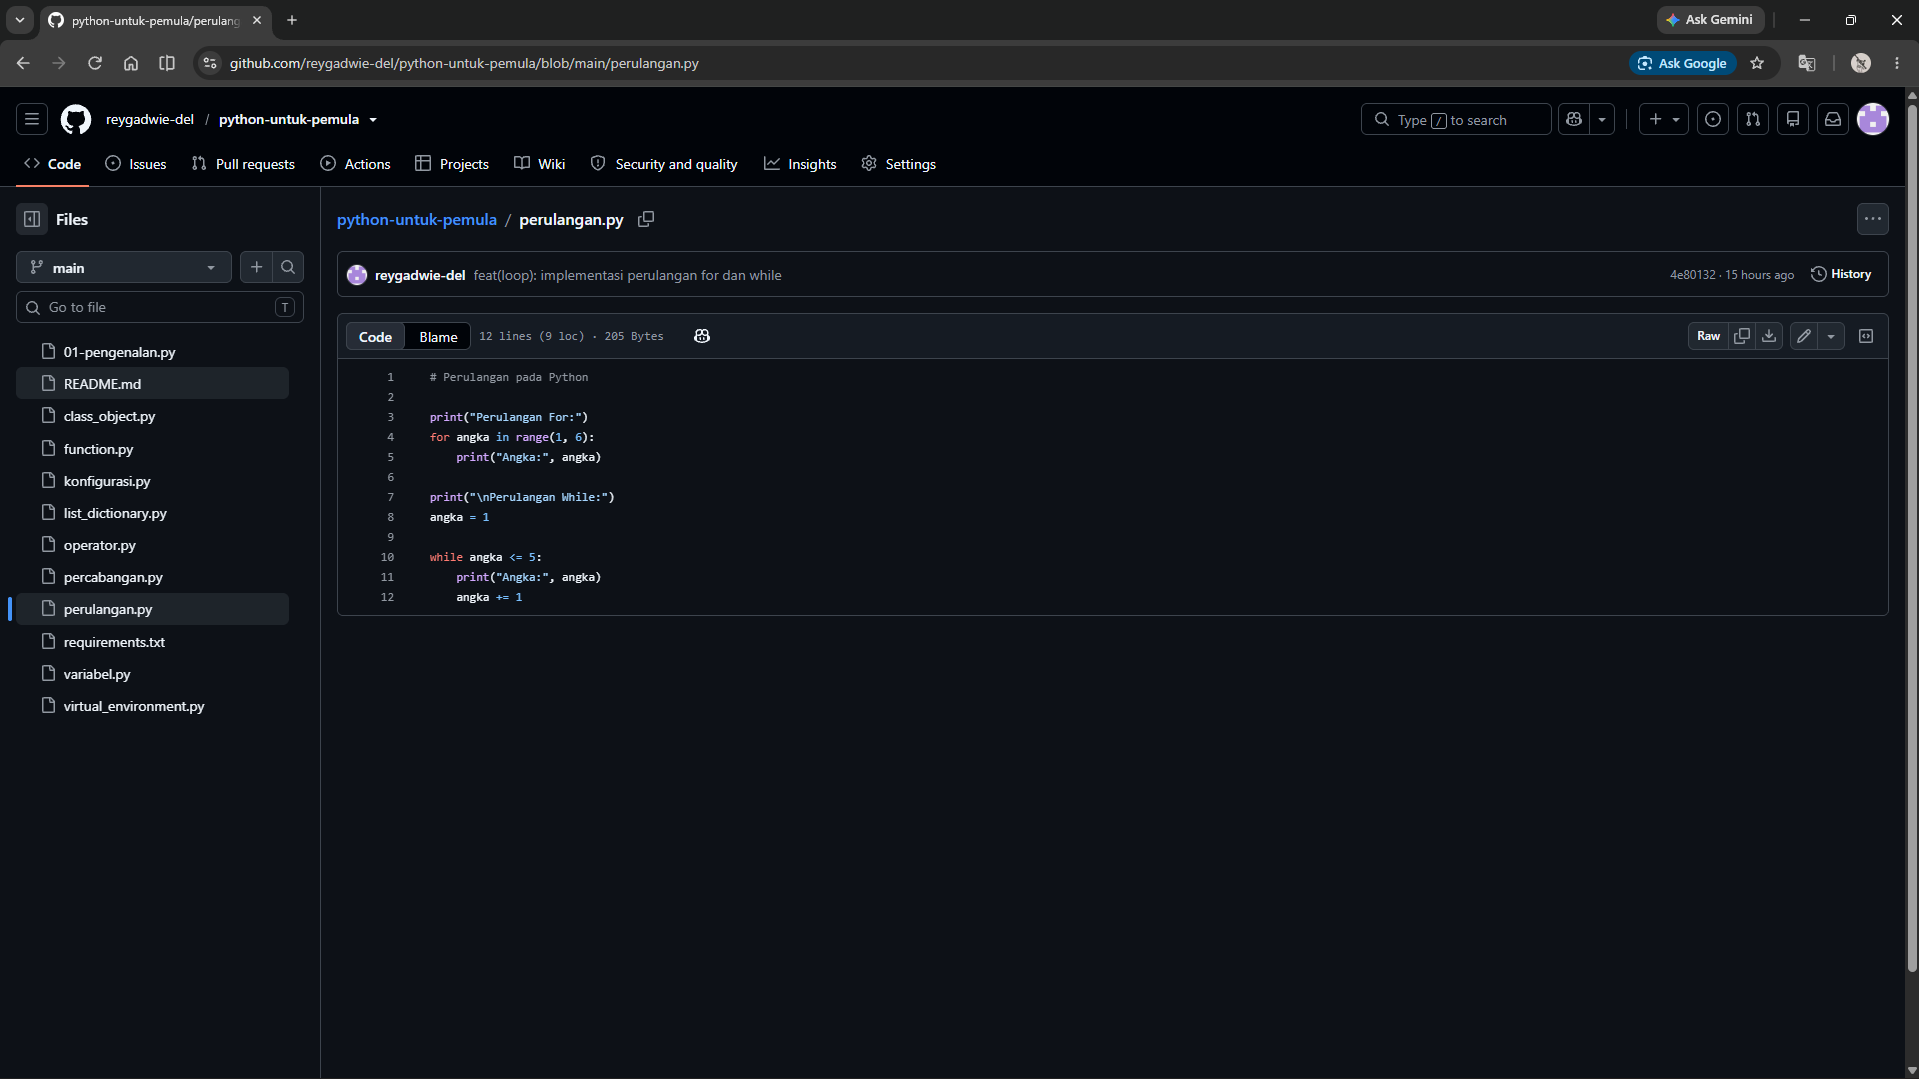 python-untuk-pemula/perulang
Ask Gemini
github.com/reygadwie-del/python-untuk-pemula/blob/main/perulangan.py
Ask Google
reygadwie-del / python-untuk-pemula
Type / to search
Code
Issues
Pull requests
Actions
Projects
Wiki
Security and quality
Insights
Settings
Files
main
Go to file
T
01-pengenalan.py
README.md
class_object.py
function.py
konfigurasi.py
list_dictionary.py
operator.py
percabangan.py
perulangan.py
requirements.txt
variabel.py
virtual_environment.py
python-untuk-pemula / perulangan.py
reygadwie-del feat(loop): implementasi perulangan for dan while
4e80132 · 15 hours ago
History
Code
Blame
12 lines (9 loc) · 205 Bytes
Raw
1 # Perulangan pada Python
2
3 print("Perulangan For:")
4 for angka in range(1, 6):
5     print("Angka:", angka)
6
7 print("\nPerulangan While:")
8 angka = 1
9
10 while angka <= 5:
11     print("Angka:", angka)
12     angka += 1